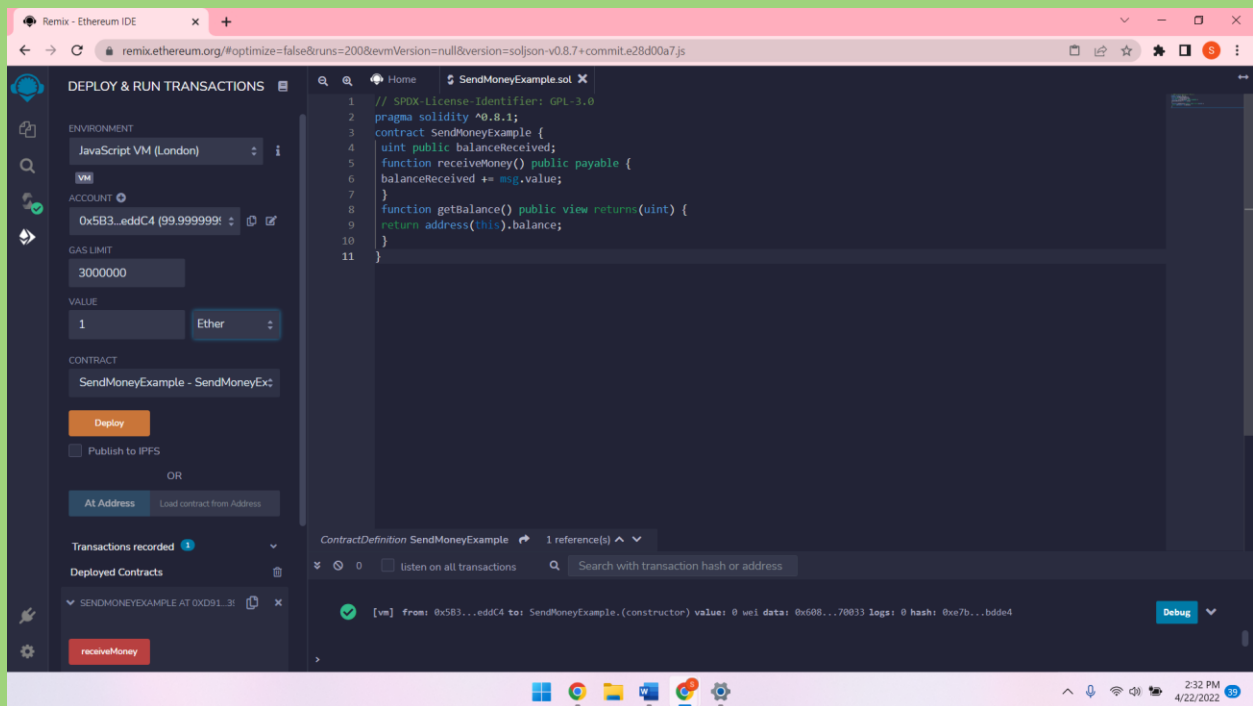 Remix - Ethereum IDE
remix.ethereum.org/#optimize=false&runs=200&evmVersion=null&version=soljson-v0.8.7+commit.e28d00a7.js
S
DEPLOY & RUN TRANSACTIONS
ENVIRONMENT
JavaScript VM (London)
VM
ACCOUNT
0x5B3...eddC4 (99.9999999
GAS LIMIT
3000000
VALUE
1 Ether
CONTRACT
SendMoneyExample - SendMoneyEx
Deploy
Publish to IPFS
OR
At Address Load contract from Address
Transactions recorded 1
Deployed Contracts
SENDMONEYEXAMPLE AT 0XD91...3
receiveMoney
Home SendMoneyExample.sol
1 // SPDX-License-Identifier: GPL-3.0
2 pragma solidity ^0.8.1;
3 contract SendMoneyExample {
4 uint public balanceReceived;
5 function receiveMoney() public payable {
6 balanceReceived += msg.value;
7 }
8 function getBalance() public view returns(uint) {
9 return address(this).balance;
10 }
11 }
ContractDefinition SendMoneyExample 1 reference(s)
0 listen on all transactions Search with transaction hash or address
[vm] from: 0x5B3...eddC4 to: SendMoneyExample.(constructor) value: 0 wei data: 0x608...70033 logs: 0 hash: 0xe7b...bdde4
Debug
>
2:32 PM
4/22/2022
39